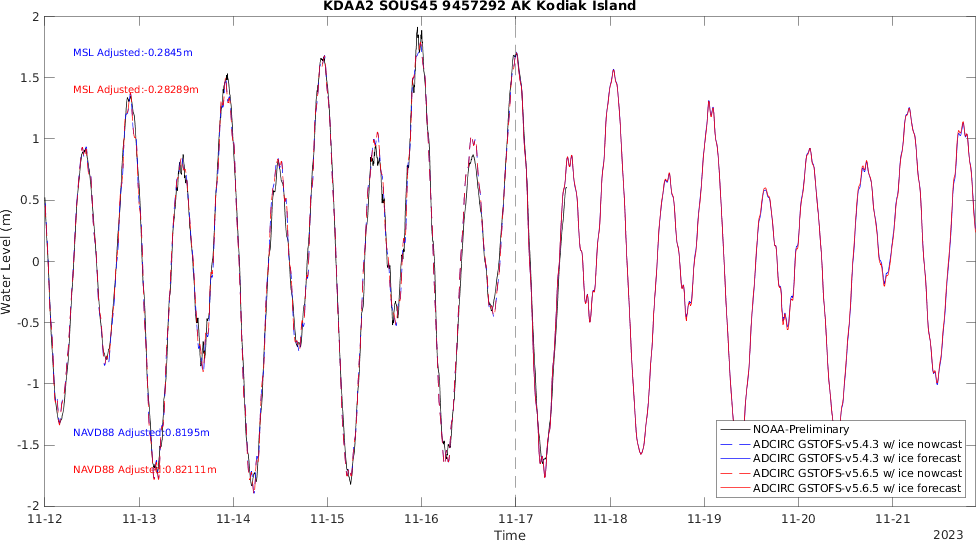 KDAA2 SOUS45 9457292 AK Kodiak Island
2
1.5
1
0.5
0
-0.5
-1
-1.5
-2
Water Level (m)
MSL Adjusted:-0.2845m
MSL Adjusted:-0.28289m
NAVD88 Adjusted:0.8195m
NAVD88 Adjusted:0.82111m
NOAA-Preliminary
ADCIRC GSTOFS-v5.4.3 w/ ice nowcast
ADCIRC GSTOFS-v5.4.3 w/ ice forecast
ADCIRC GSTOFS-v5.6.5 w/ ice nowcast
ADCIRC GSTOFS-v5.6.5 w/ ice forecast
11-12 11-13 11-14 11-15 11-16 11-17 11-18 11-19 11-20 11-21
Time
2023